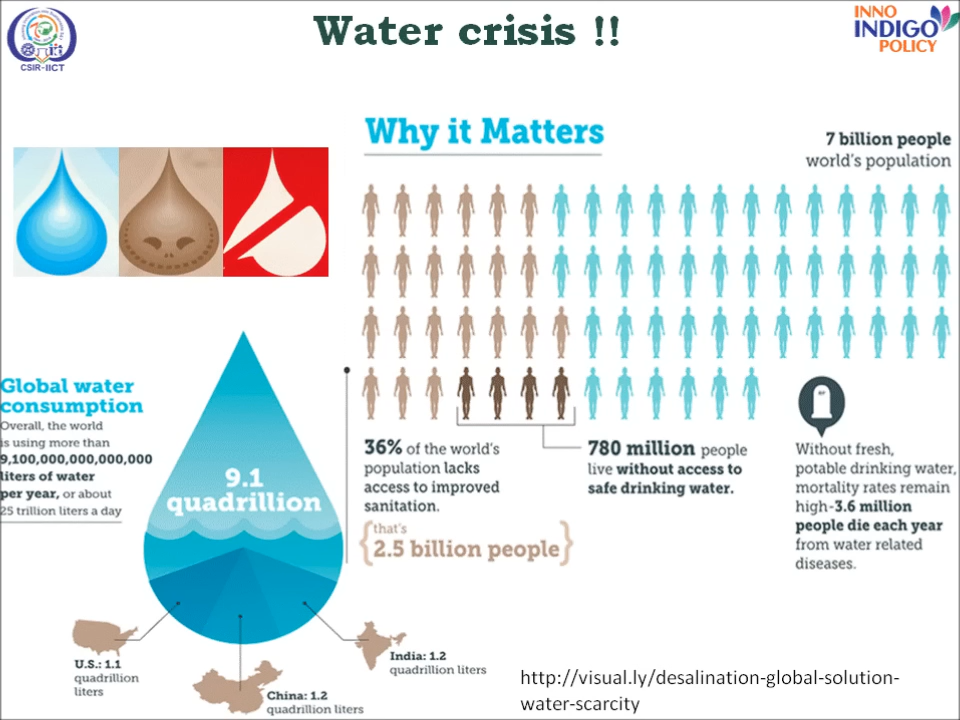 CSIR-IICT
Water crisis !!
INNO
INDIGO
POLICY
Why it Matters
7 billion people
world's population
Global water
consumption
Overall, the world
is using more than
9,100,000,000,000,000
liters of water
per year, or about
25 trillion liters a day
9.1
quadrillion
36% of the world's
population lacks
access to improved
sanitation.
{that's
2.5 billion people}
780 million people
live without access to
safe drinking water.
RIP
Without fresh,
potable drinking water,
mortality rates remain
high-3.6 million
people die each year
from water related
diseases.
U.S.: 1.1
quadrillion
liters
China: 1.2
quadrillion liters
India: 1.2
quadrillion liters
http://visual.ly/desalination-global-solution-
water-scarcity